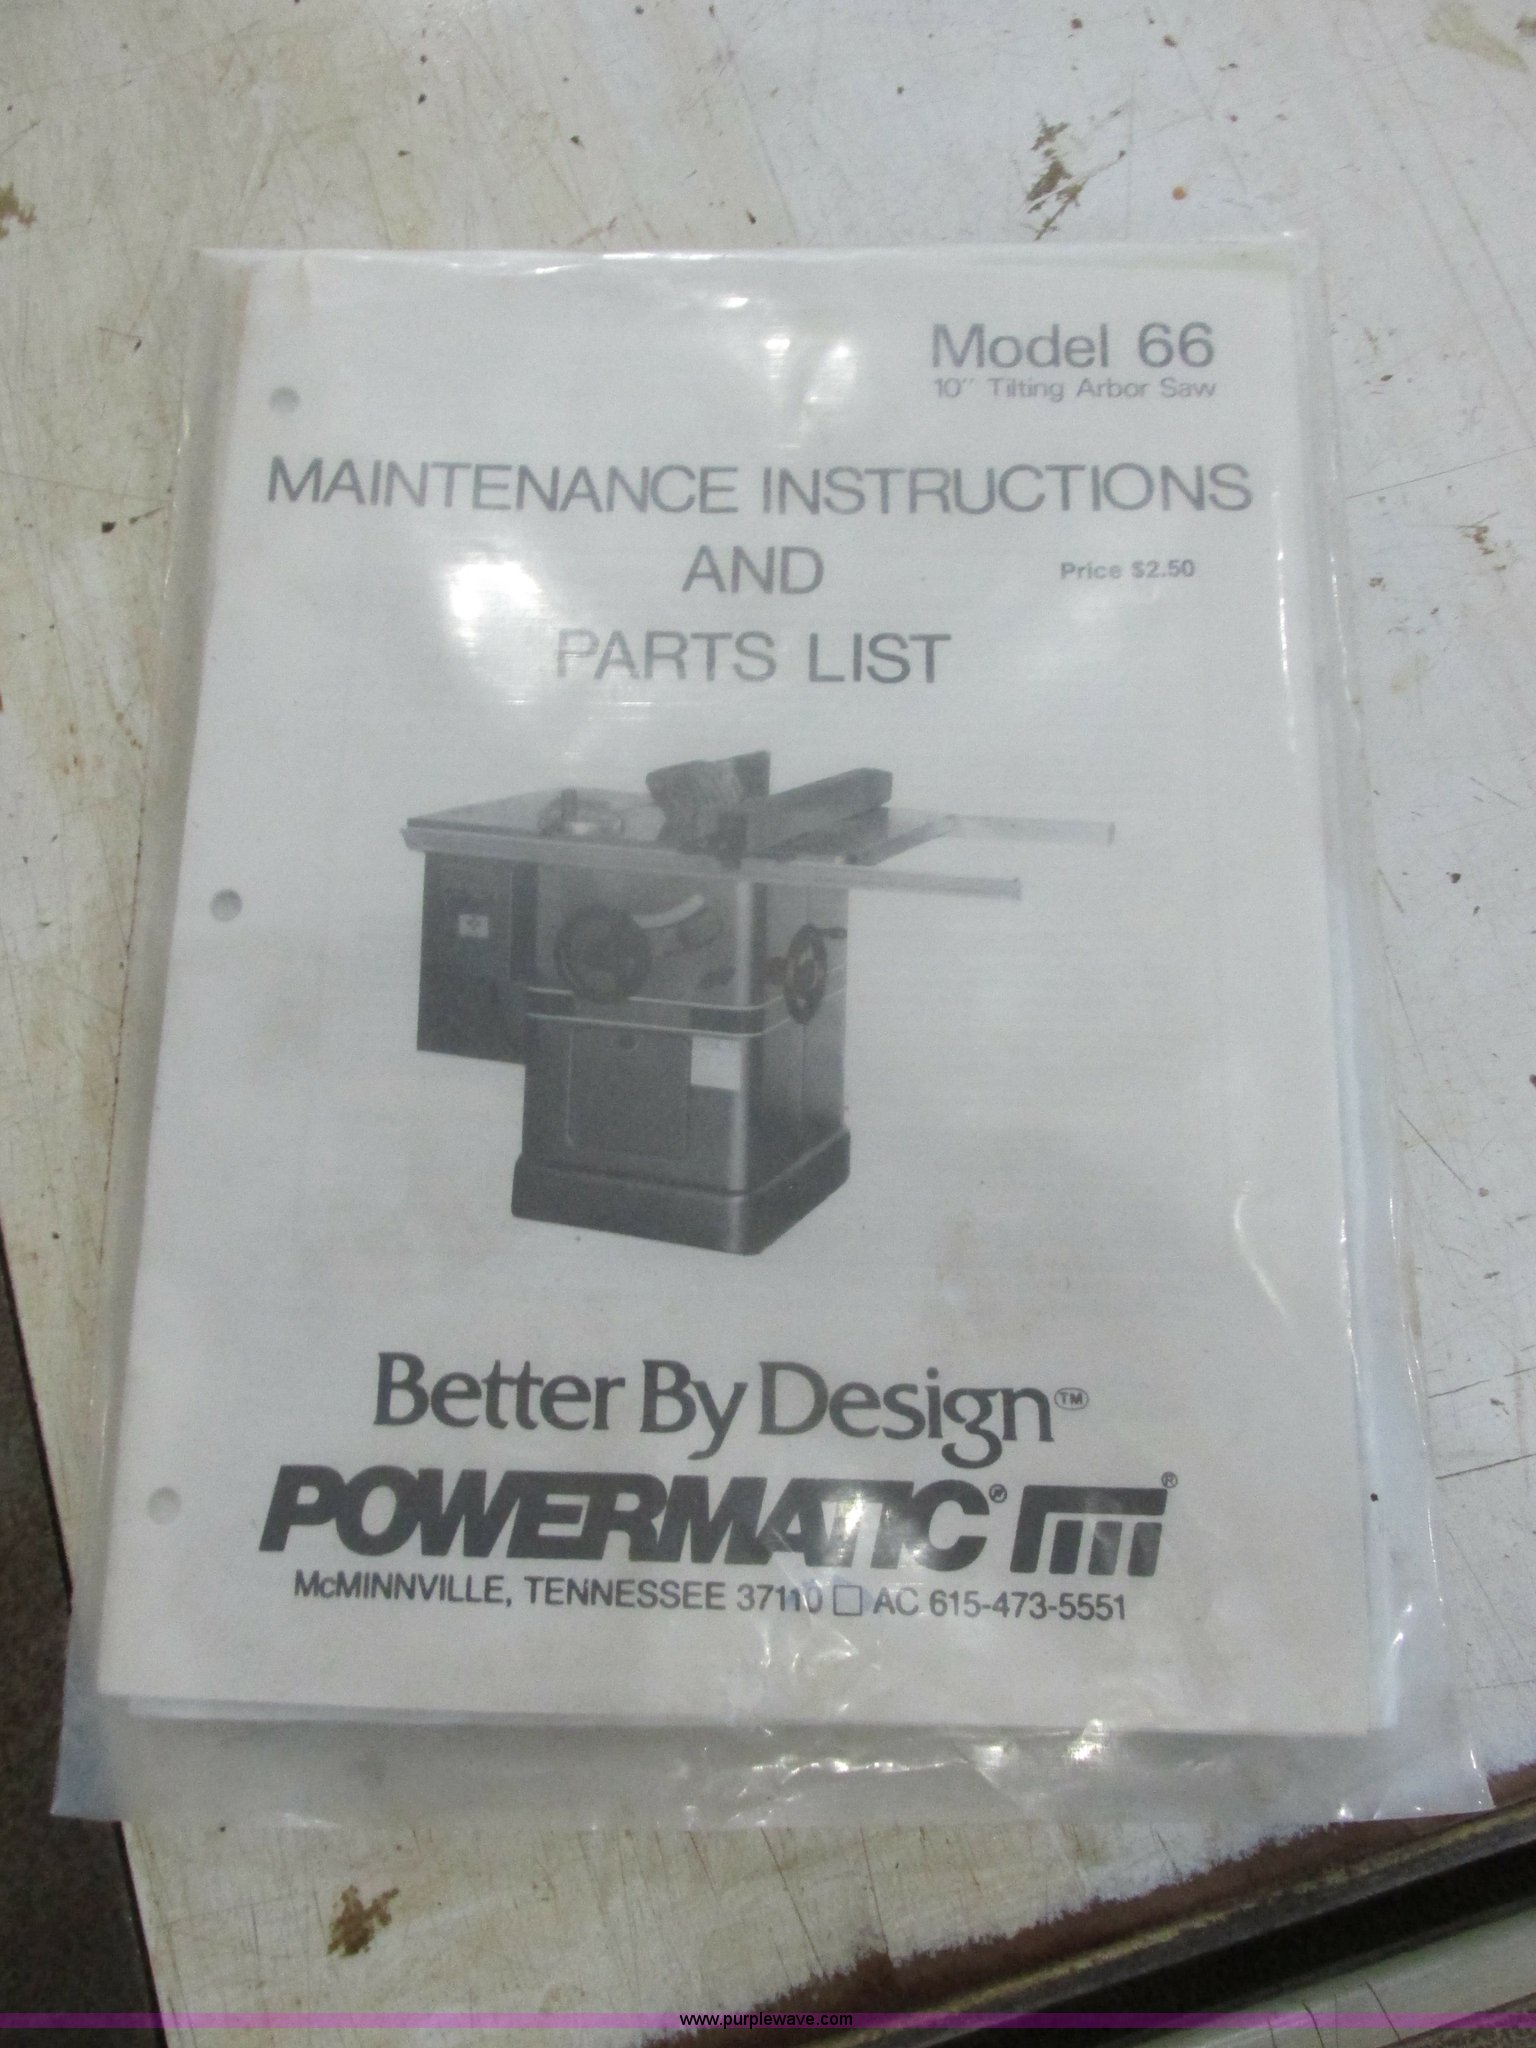 Model 66
10" Tilting Arbor Saw
MAINTENANCE INSTRUCTIONS
AND
Price $2.50
PARTS LIST
Better By Design™
POWERMATIC® ®
McMINNVILLE, TENNESSEE 37110 □ AC 615-473-5551
www.purplewave.com